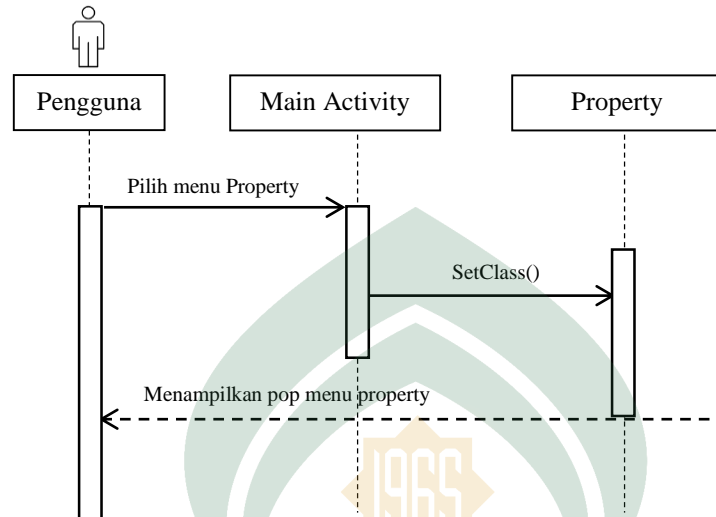 Pengguna
Main Activity
Property
Pilih menu Property
SetClass()
Menampilkan pop menu property
1965